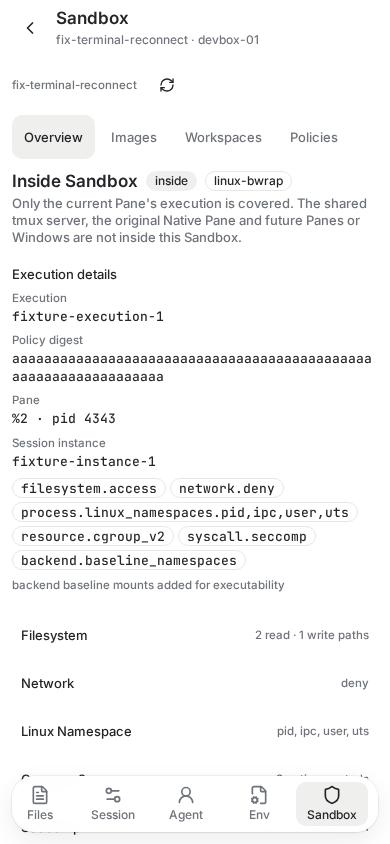 Sandbox
fix-terminal-reconnect · devbox-01
fix-terminal-reconnect
Overview Images Workspaces Policies
Inside Sandbox inside linux-bwrap
Only the current Pane's execution is covered. The shared
tmux server, the original Native Pane and future Panes or
Windows are not inside this Sandbox.
Execution details
Execution
fixture-execution-1
Policy digest
aaaaaaaaaaaaaaaaaaaaaaaaaaaaaaaaaaaaaaaaaaaaa
aaaaaaaaaaaaaaaaaaa
Pane
%2 · pid 4343
Session instance
fixture-instance-1
filesystem.access network.deny
process.linux_namespaces.pid,ipc,user,uts
resource.cgroup_v2 syscall.seccomp
backend.baseline_namespaces
backend baseline mounts added for executability
Filesystem 2 read · 1 write paths
Network deny
Linux Namespace pid, ipc, user, uts
Files Session Agent Env Sandbox